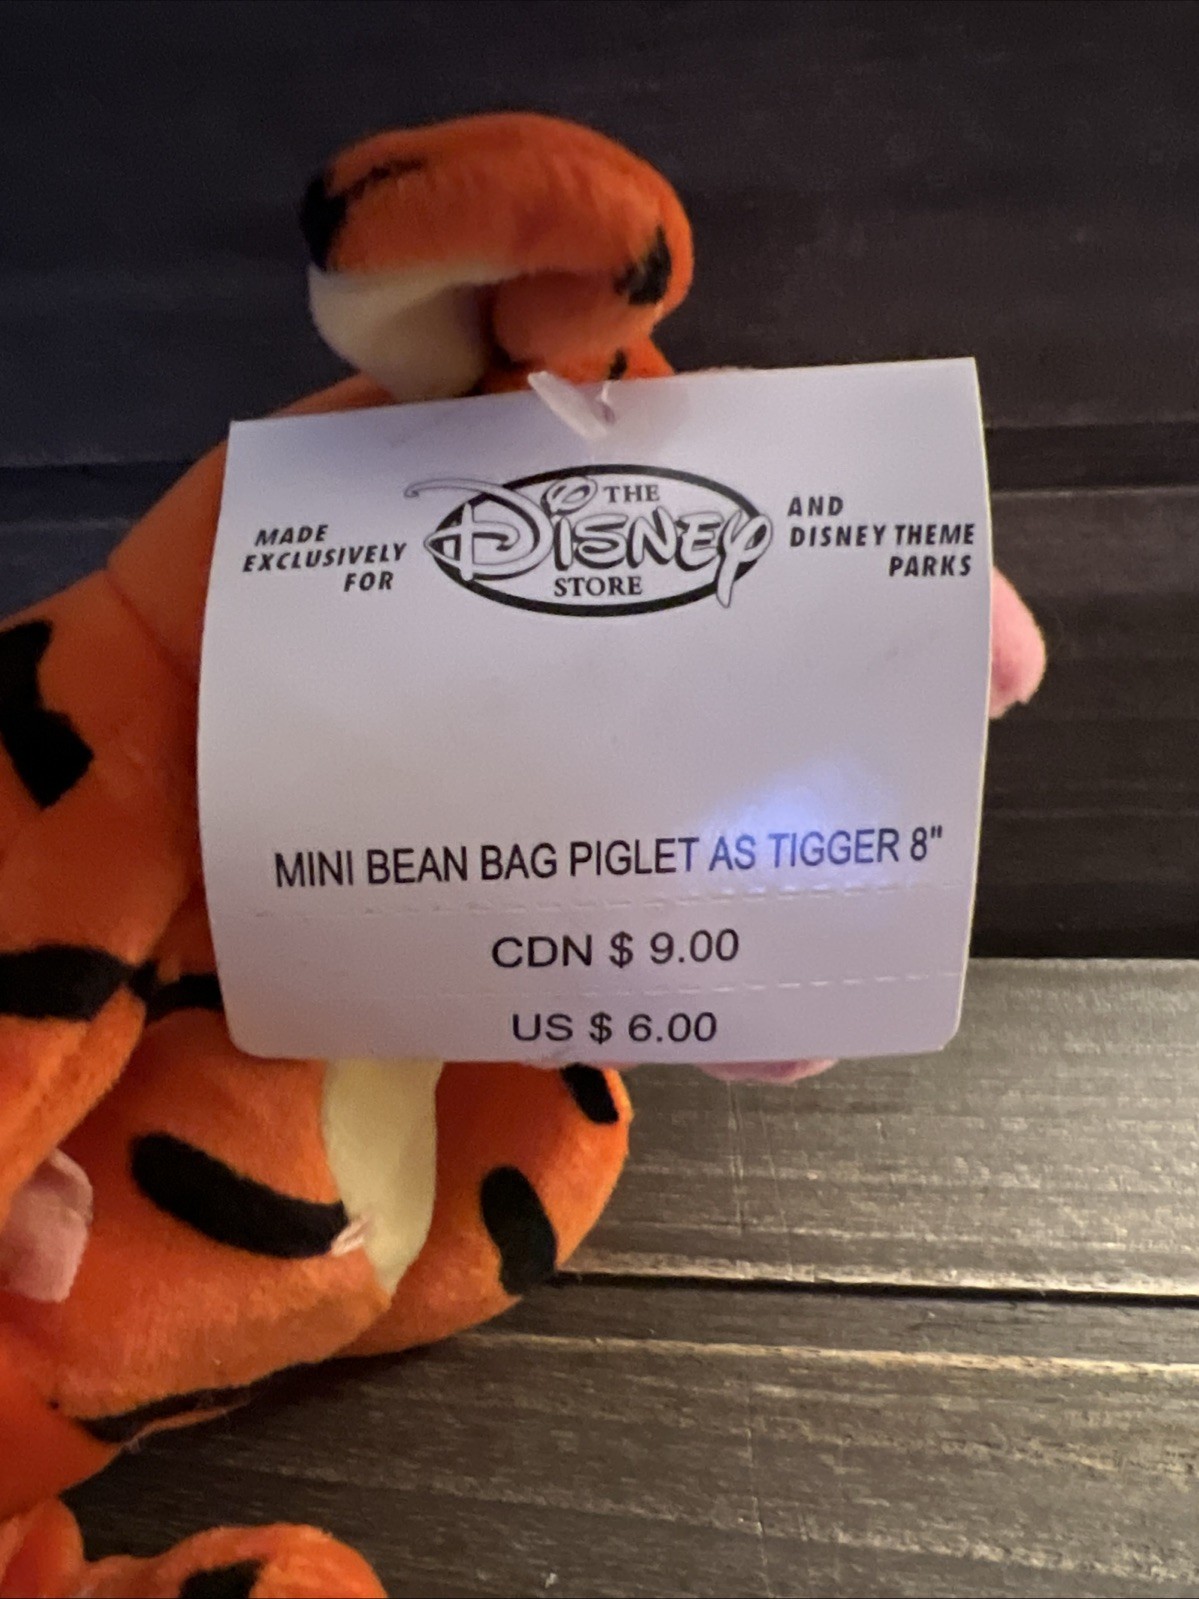 MADE
EXCLUSIVELY
FOR
THE
DISNEY
STORE
AND
DISNEY THEME
PARKS
MINI BEAN BAG PIGLET AS TIGGER 8"
CDN $ 9.00
US $ 6.00